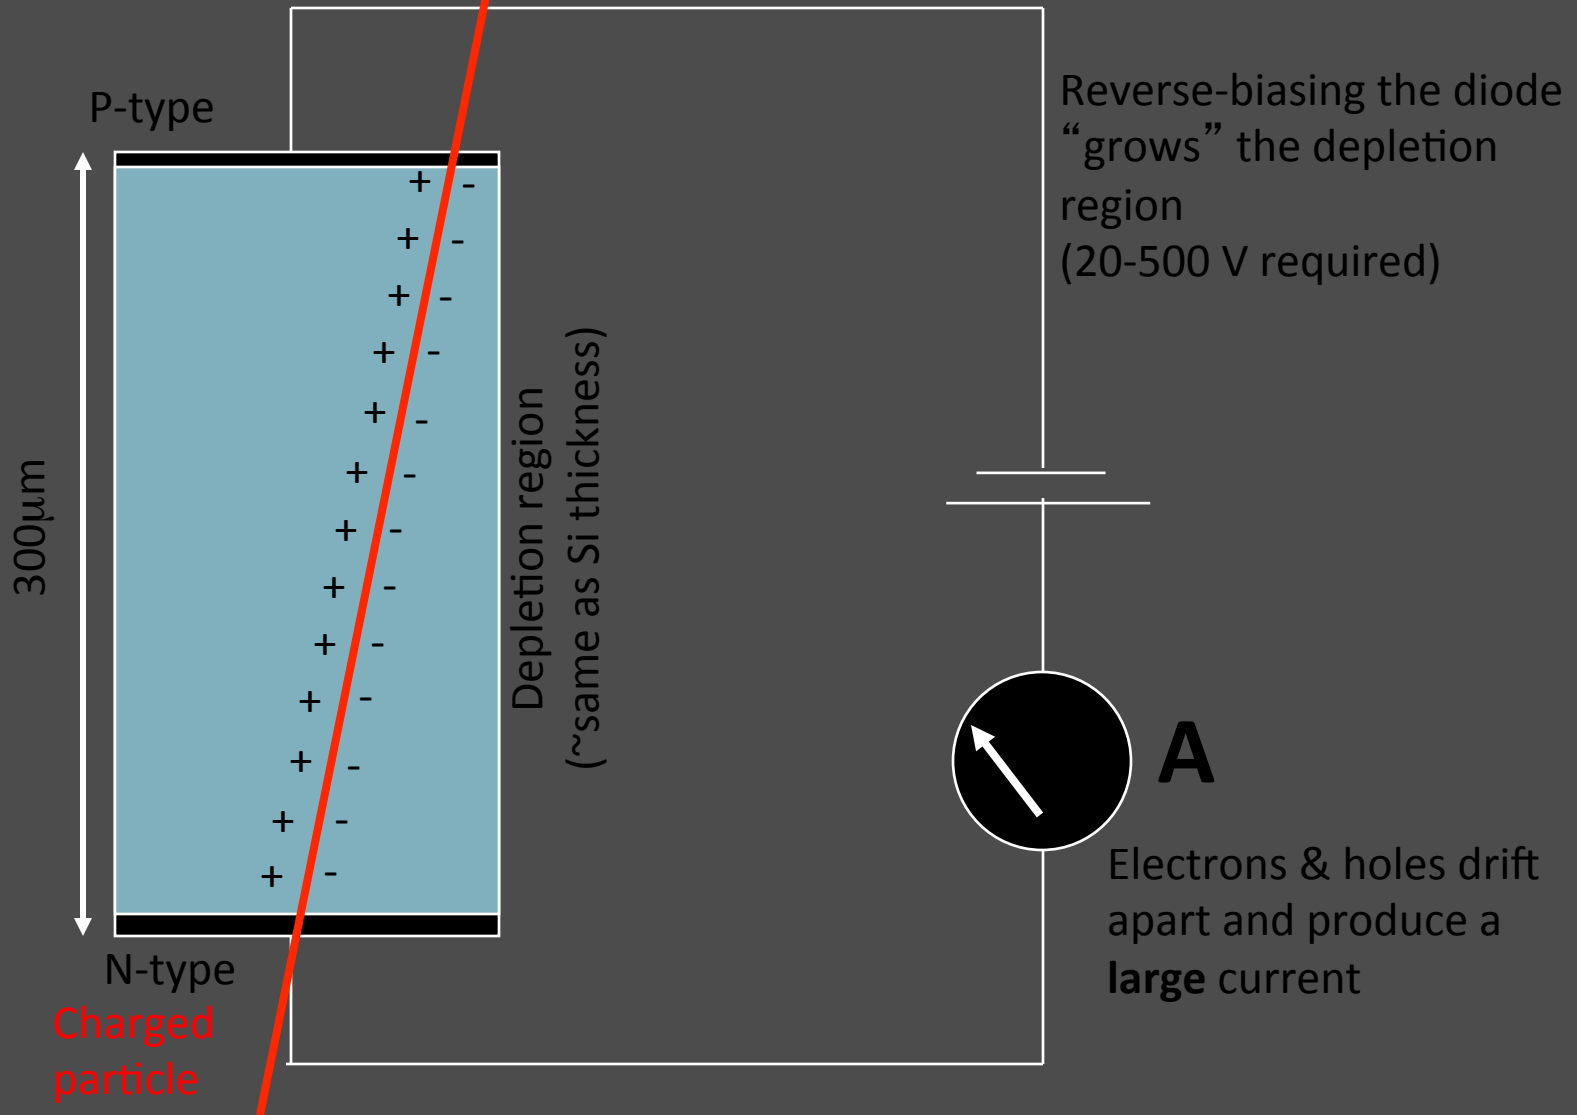 P-type
Reverse-biasing the diode
“grows” the depletion
region
(20-500 V required)
+ -
+ -
+ -
+ -
+ -
+ -
+ -
+ -
+ -
+ -
+ -
+ -
+ -
300μm
Depletion region
(~same as Si thickness)
A
Electrons & holes drift
apart and produce a
large current
N-type
Charged
particle